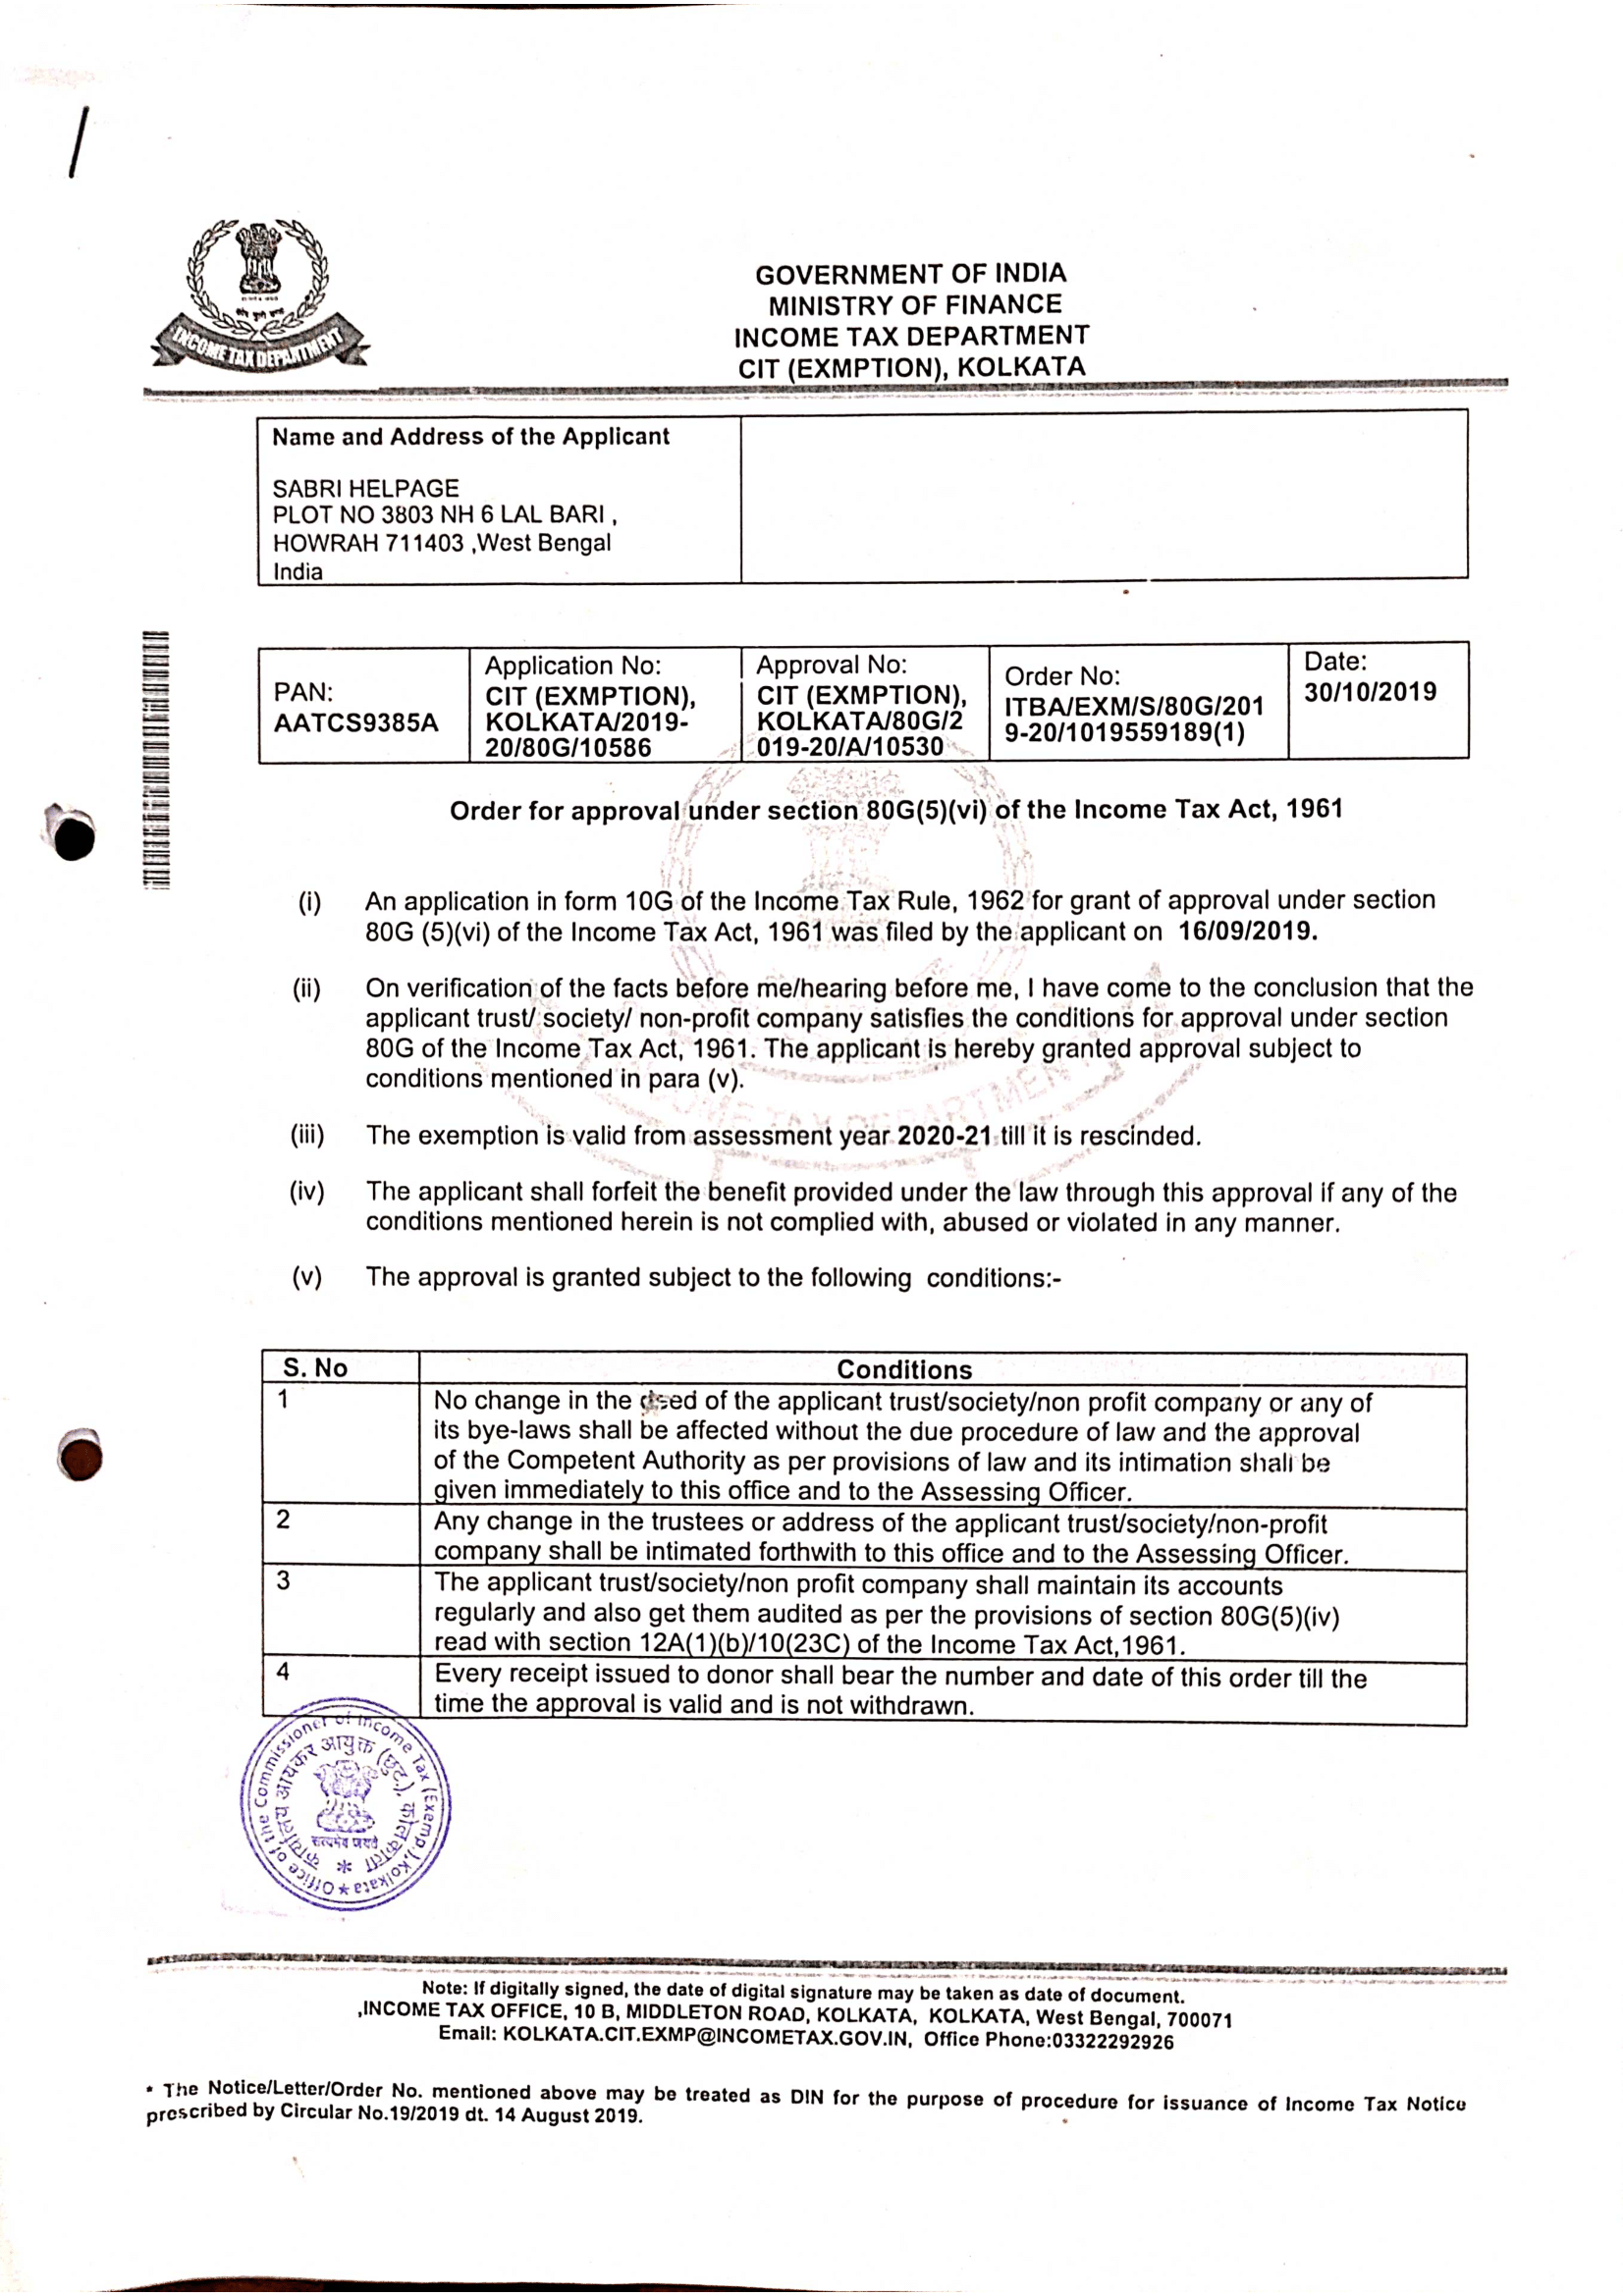 GOVERNMENT OF INDIA
MINISTRY OF FINANCE
INCOME TAX DEPARTMENT
CIT (EXMPTION), KOLKATA
INCOME TAX DEPARTMENT
Name and Address of the Applicant
SABRI HELPAGE
PLOT NO 3803 NH 6 LAL BARI ,
HOWRAH 711403 ,West Bengal
India
PAN:
AATCS9385A
Application No:
CIT (EXMPTION),
KOLKATA/2019-
20/80G/10586
Approval No:
CIT (EXMPTION),
KOLKATA/80G/2
019-20/A/10530
Order No:
ITBA/EXM/S/80G/201
9-20/1019559189(1)
Date:
30/10/2019
Order for approval under section 80G(5)(vi) of the Income Tax Act, 1961
(i) An application in form 10G of the Income Tax Rule, 1962 for grant of approval under section
80G (5)(vi) of the Income Tax Act, 1961 was filed by the applicant on 16/09/2019.
(ii) On verification of the facts before me/hearing before me, I have come to the conclusion that the
applicant trust/ society/ non-profit company satisfies the conditions for approval under section
80G of the Income Tax Act, 1961. The applicant is hereby granted approval subject to
conditions mentioned in para (v).
INCOME TAX DEPARTMENT
(iii) The exemption is valid from assessment year 2020-21 till it is rescinded.
(iv) The applicant shall forfeit the benefit provided under the law through this approval if any of the
conditions mentioned herein is not complied with, abused or violated in any manner.
(v) The approval is granted subject to the following conditions:-
S. No Conditions
1 No change in the deed of the applicant trust/society/non profit company or any of
its bye-laws shall be affected without the due procedure of law and the approval
of the Competent Authority as per provisions of law and its intimation shall be
given immediately to this office and to the Assessing Officer.
2 Any change in the trustees or address of the applicant trust/society/non-profit
company shall be intimated forthwith to this office and to the Assessing Officer.
3 The applicant trust/society/non profit company shall maintain its accounts
regularly and also get them audited as per the provisions of section 80G(5)(iv)
read with section 12A(1)(b)/10(23C) of the Income Tax Act,1961.
4 Every receipt issued to donor shall bear the number and date of this order till the
time the approval is valid and is not withdrawn.
Office of the Commissioner of Income Tax (Exemp.), Kolkata
कार्यालय आयकर आयुक्त (छूट), कोलकाता
सत्यमेव जयते
Note: If digitally signed, the date of digital signature may be taken as date of document.
,INCOME TAX OFFICE, 10 B, MIDDLETON ROAD, KOLKATA, KOLKATA, West Bengal, 700071
Email: KOLKATA.CIT.EXMP@INCOMETAX.GOV.IN, Office Phone:03322292926
* The Notice/Letter/Order No. mentioned above may be treated as DIN for the purpose of procedure for issuance of Income Tax Notice
prescribed by Circular No.19/2019 dt. 14 August 2019.